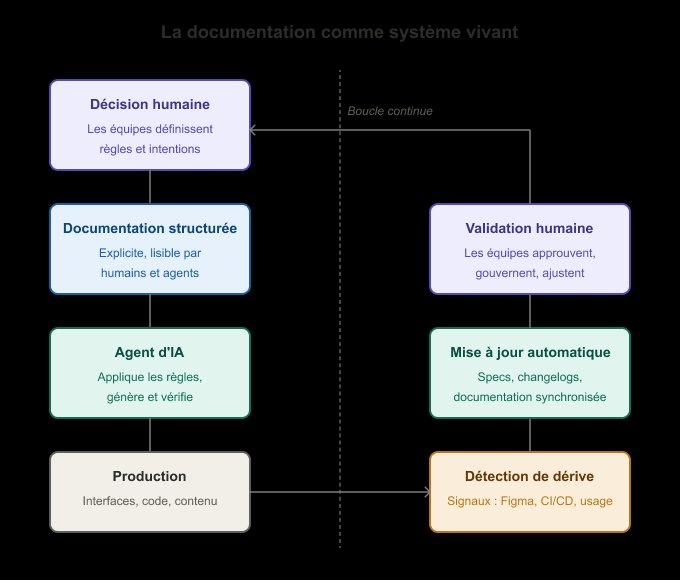 La documentation comme système vivant
Décision humaine
Les équipes définissent
règles et intentions
Boucle continue
Documentation structurée
Explicite, lisible par
humains et agents
Validation humaine
Les équipes approuvent,
gouvernent, ajustent
Agent d'IA
Applique les règles,
génère et vérifie
Mise à jour automatique
Specs, changelogs,
documentation synchronisée
Production
Interfaces, code, contenu
Détection de dérive
Signaux : Figma, CI/CD, usage